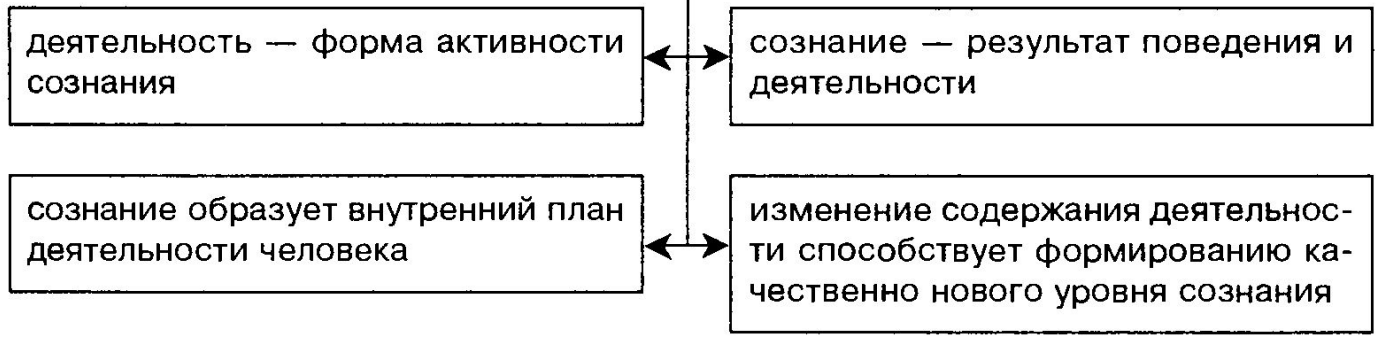 деятельность — форма активности
сознания
сознание — результат поведения и
деятельности
сознание образует внутренний план
деятельности человека
изменение содержания деятельнос-
ти способствует формированию ка-
чественно нового уровня сознания